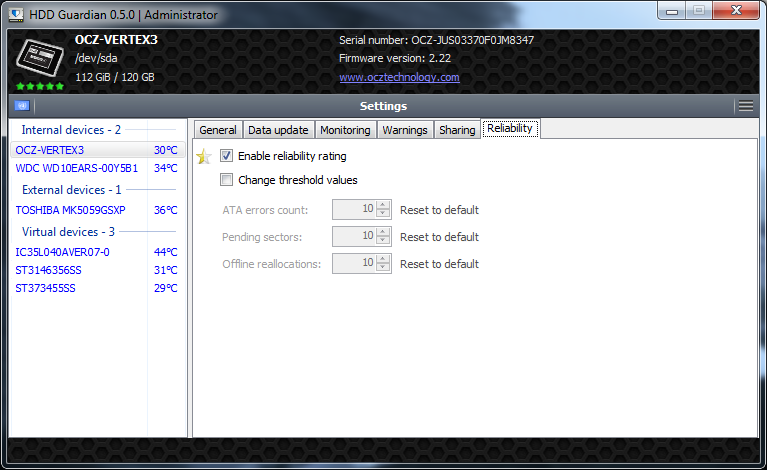 HDD Guardian 0.5.0 | Administrator
OCZ-VERTEX3
/dev/sda
112 GiB / 120 GB
Serial number: OCZ-JUS03370F0JM8347
Firmware version: 2.22
www.ocztechnology.com
Settings
Internal devices - 2
OCZ-VERTEX3 30°C
WDC WD10EARS-00Y5B1 34°C
External devices - 1
TOSHIBA MK5059GSXP 36°C
Virtual devices - 3
IC35L040AVER07-0 44°C
ST3146356SS 31°C
ST373455SS 29°C
General Data update Monitoring Warnings Sharing Reliability
Enable reliability rating
Change threshold values
ATA errors count: 10 Reset to default
Pending sectors: 10 Reset to default
Offline reallocations: 10 Reset to default